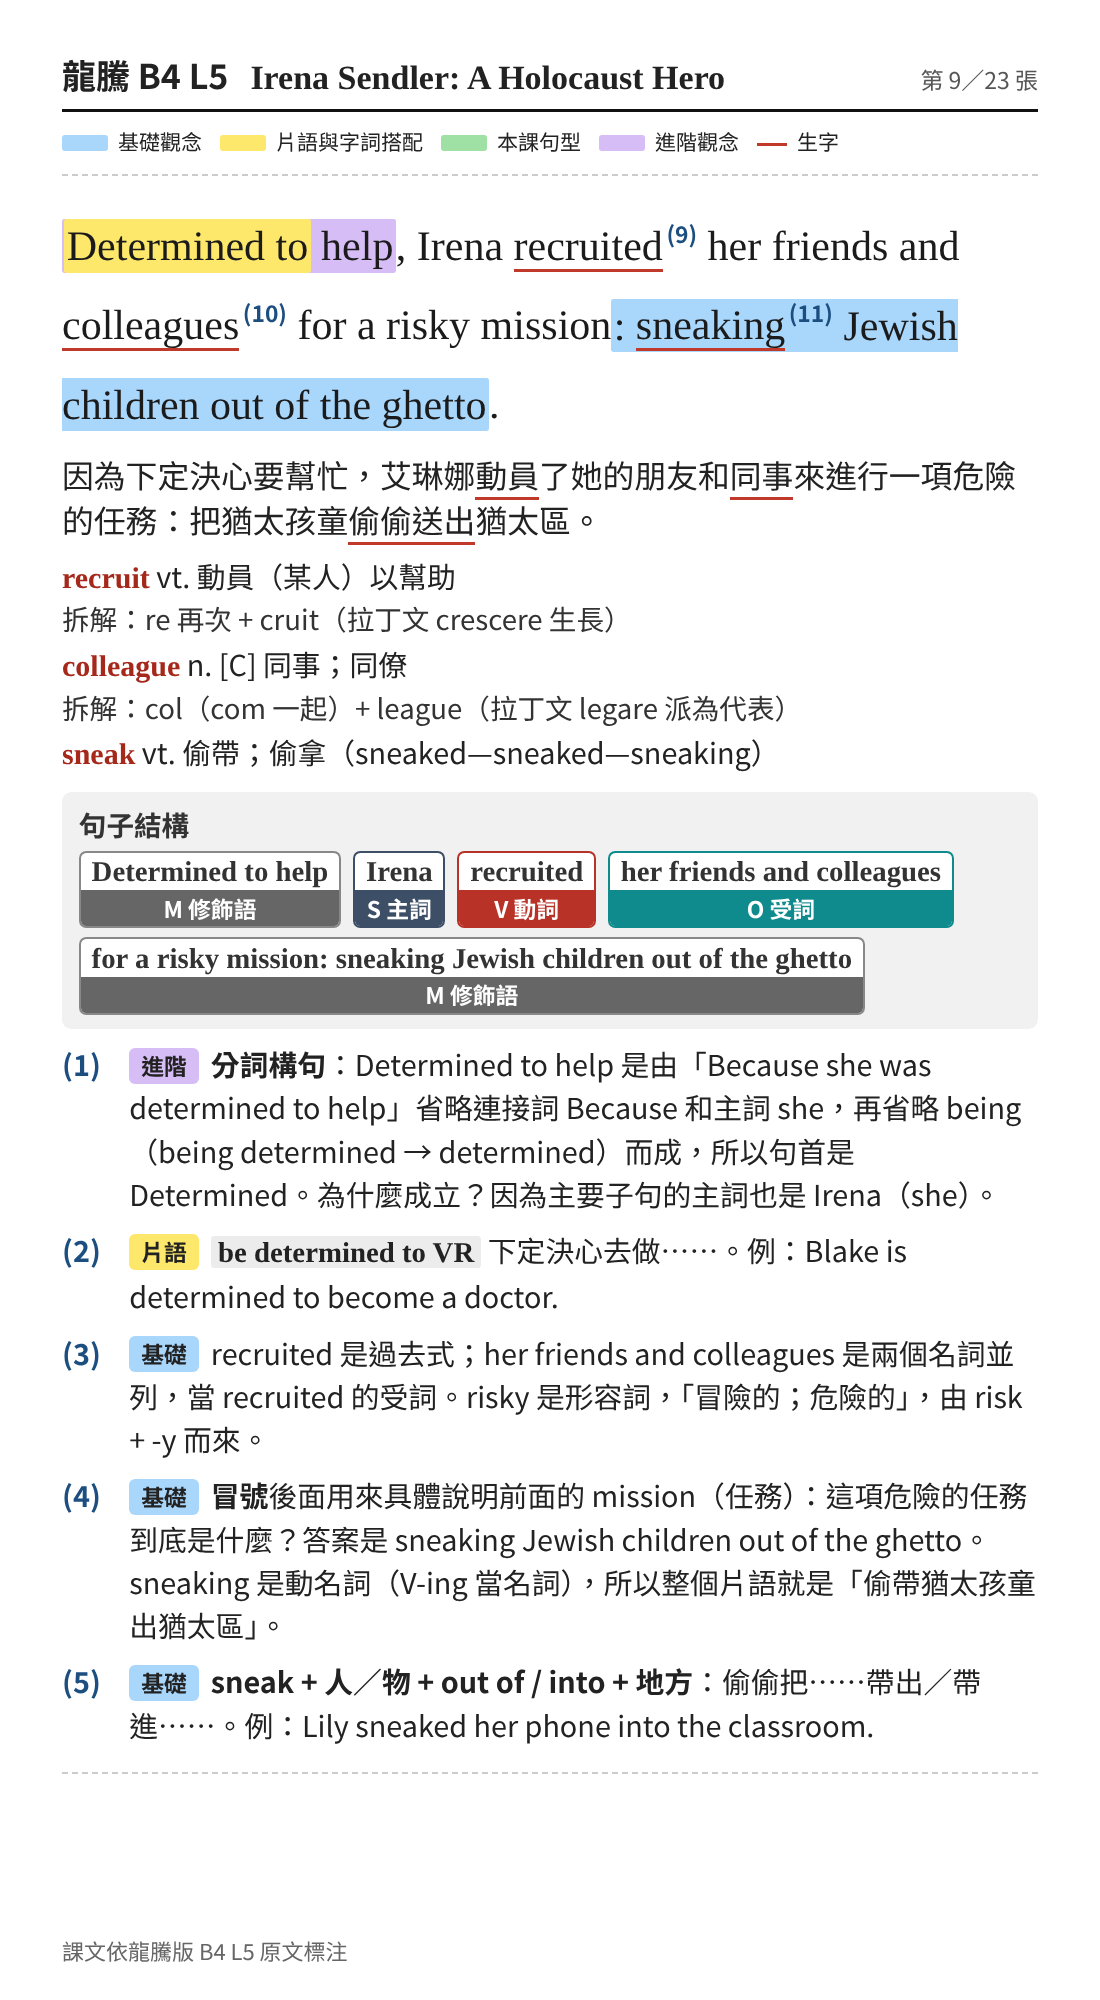 龍騰 B4 L5 Irena Sendler: A Holocaust Hero 第 9／23 張
基礎觀念 片語與字詞搭配 本課句型 進階觀念 生字
Determined to help, Irena recruited(9) her friends and
colleagues(10) for a risky mission: sneaking(11) Jewish
children out of the ghetto.
因為下定決心要幫忙，艾琳娜動員了她的朋友和同事來進行一項危險
的任務：把猶太孩童偷偷送出猶太區。
recruit vt. 動員（某人）以幫助
拆解：re 再次 + cruit（拉丁文 crescere 生長）
colleague n. [C] 同事；同僚
拆解：col（com 一起）+ league（拉丁文 legare 派為代表）
sneak vt. 偷帶；偷拿（sneaked—sneaked—sneaking）
句子結構
Determined to help Irena recruited her friends and colleagues
M 修飾語 S 主詞 V 動詞 O 受詞
for a risky mission: sneaking Jewish children out of the ghetto
M 修飾語
(1) 進階 分詞構句：Determined to help 是由「Because she was
determined to help」省略連接詞 Because 和主詞 she，再省略 being
（being determined → determined）而成，所以句首是
Determined。為什麼成立？因為主要子句的主詞也是 Irena（she）。
(2) 片語 be determined to VR 下定決心去做……。例：Blake is
determined to become a doctor.
(3) 基礎 recruited 是過去式；her friends and colleagues 是兩個名詞並
列，當 recruited 的受詞。risky 是形容詞，「冒險的；危險的」，由 risk
+ -y 而來。
(4) 基礎 冒號後面用來具體說明前面的 mission（任務）：這項危險的任務
到底是什麼？答案是 sneaking Jewish children out of the ghetto。
sneaking 是動名詞（V-ing 當名詞），所以整個片語就是「偷帶猶太孩童
出猶太區」。
(5) 基礎 sneak + 人／物 + out of / into + 地方：偷偷把……帶出／帶
進……。例：Lily sneaked her phone into the classroom.
課文依龍騰版 B4 L5 原文標注